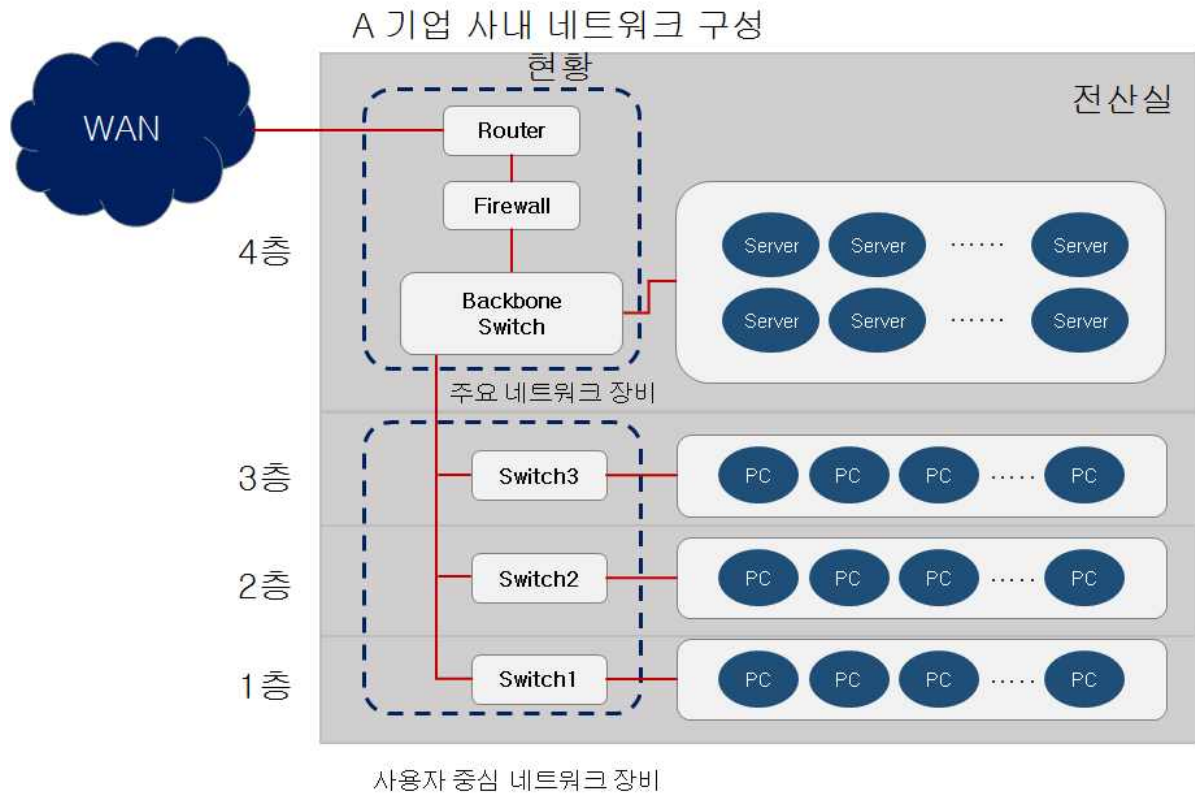 A 기업 사내 네트워크 구성
현황
전산실
WAN
Router
Firewall
4층
Backbone
Switch
Server Server ...... Server
Server Server ...... Server
주요 네트워크 장비
3층
Switch3
PC PC PC ..... PC
2층
Switch2
PC PC PC ..... PC
1층
Switch1
PC PC PC ..... PC
사용자 중심 네트워크 장비